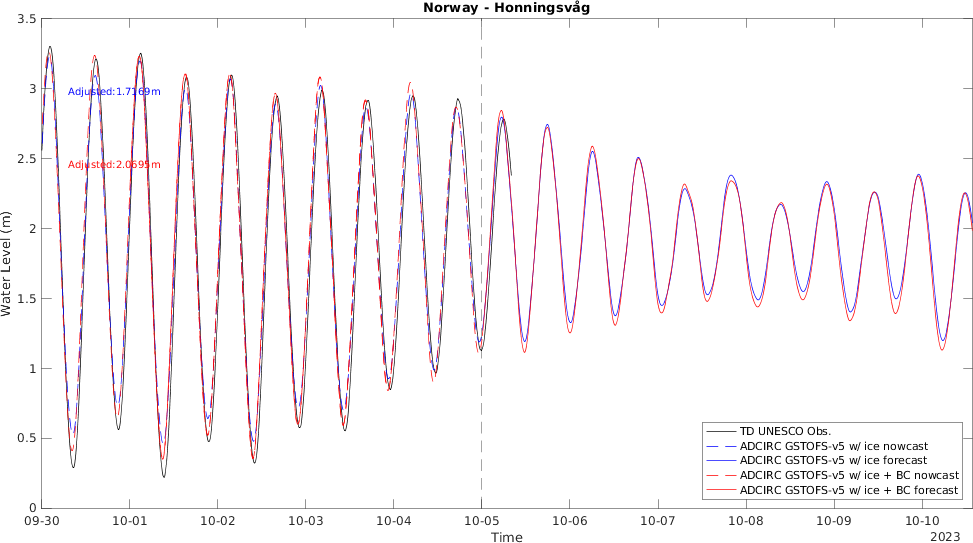 Norway - Honningsvåg
3.5
3
2.5
2
1.5
1
0.5
0
Water Level (m)
Adjusted:1.7169m
Adjusted:2.0695m
TD UNESCO Obs.
ADCIRC GSTOFS-v5 w/ ice nowcast
ADCIRC GSTOFS-v5 w/ ice forecast
ADCIRC GSTOFS-v5 w/ ice + BC nowcast
ADCIRC GSTOFS-v5 w/ ice + BC forecast
09-30 10-01 10-02 10-03 10-04 10-05 10-06 10-07 10-08 10-09 10-10
Time
2023